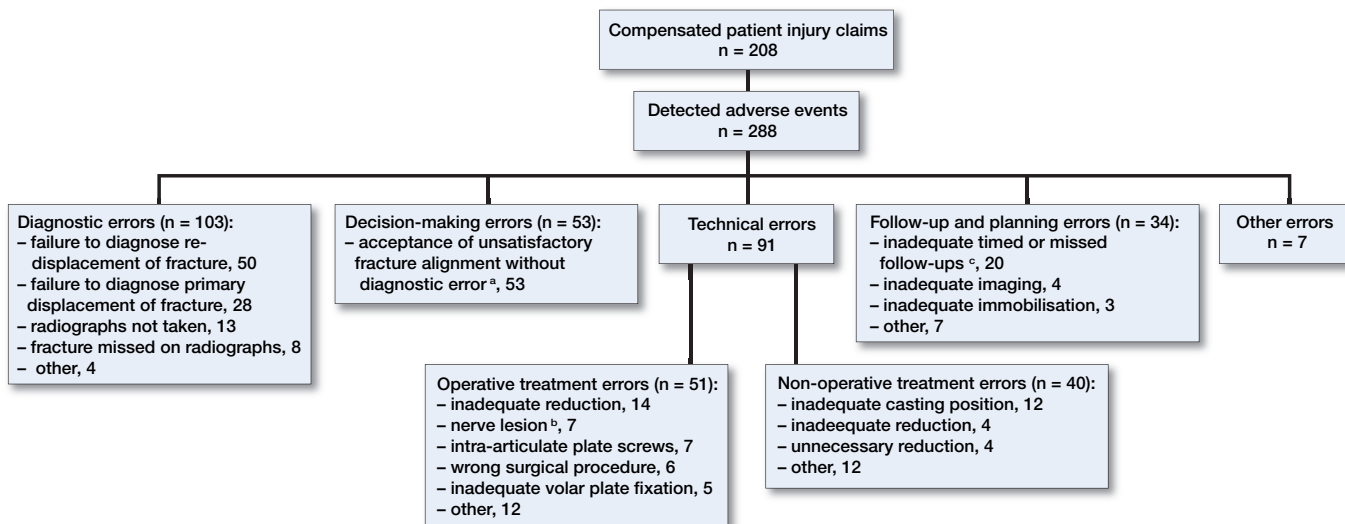 Compensated patient injury claims
n = 208
Detected adverse events
n = 288
Diagnostic errors (n = 103):
– failure to diagnose re-
displacement of fracture, 50
– failure to diagnose primary
displacement of fracture, 28
– radiographs not taken, 13
– fracture missed on radiographs, 8
– other, 4
Decision-making errors (n = 53):
– acceptance of unsatisfactory
fracture alignment without
diagnostic error a, 53
Technical errors
n = 91
Follow-up and planning errors (n = 34):
– inadequate timed or missed
follow-ups c, 20
– inadequate imaging, 4
– inadequate immobilisation, 3
– other, 7
Other errors
n = 7
Operative treatment errors (n = 51):
– inadequate reduction, 14
– nerve lesion b, 7
– intra-articulate plate screws, 7
– wrong surgical procedure, 6
– inadequate volar plate fixation, 5
– other, 12
Non-operative treatment errors (n = 40):
– inadequate casting position, 12
– inadeequate reduction, 4
– unnecessary reduction, 4
– other, 12